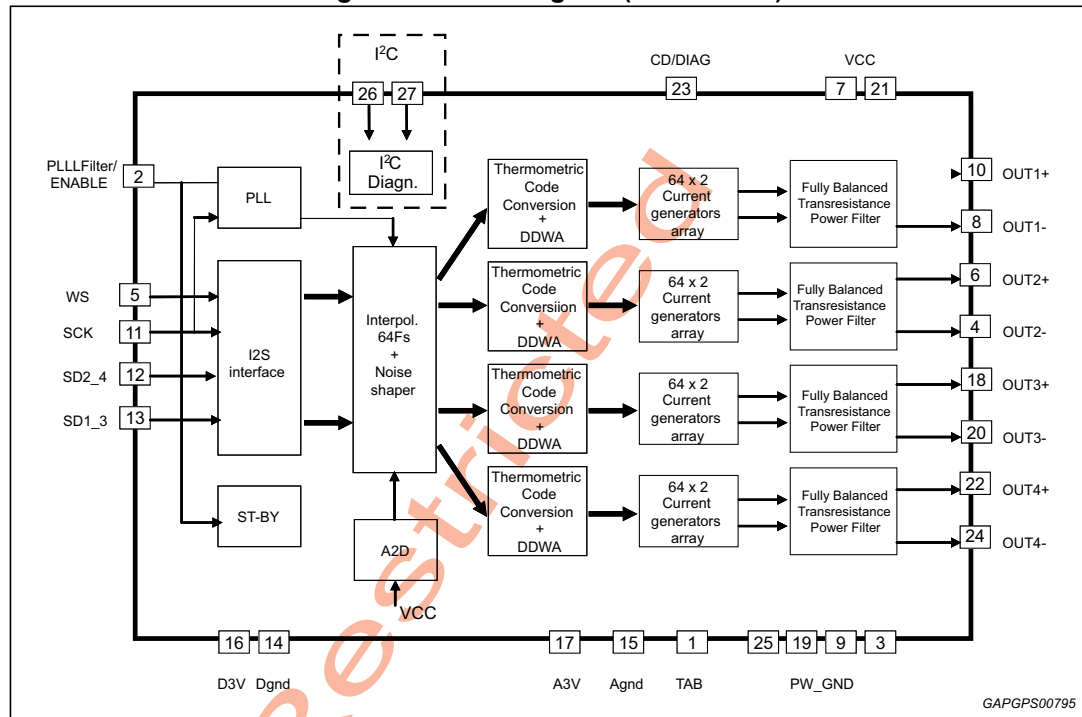 I²C
CD/DIAG
VCC
26
27
23
7
21
PLLLFilter/
ENABLE
2
PLL
I²C
Diagn.
Thermometric
Code
Conversion
+
DDWA
64 x 2
Current
generators
array
Fully Balanced
Transresistance
Power Filter
10
OUT1+
8
OUT1-
WS
5
SCK
11
SD2_4
12
SD1_3
13
I2S
interface
Interpol.
64Fs
+
Noise
shaper
Thermometric
Code
Conversiion
+
DDWA
64 x 2
Current
generators
array
Fully Balanced
Transresistance
Power Filter
6
OUT2+
4
OUT2-
Thermometric
Code
Conversion
+
DDWA
64 x 2
Current
generators
array
Fully Balanced
Transresistance
Power Filter
18
OUT3+
20
OUT3-
ST-BY
A2D
VCC
Thermometric
Code
Conversion
+
DDWA
64 x 2
Current
generators
array
Fully Balanced
Transresistance
Power Filter
22
OUT4+
24
OUT4-
16
14
17
15
1
25
19
9
3
D3V
Dgnd
A3V
Agnd
TAB
PW_GND
GAPGPS00795